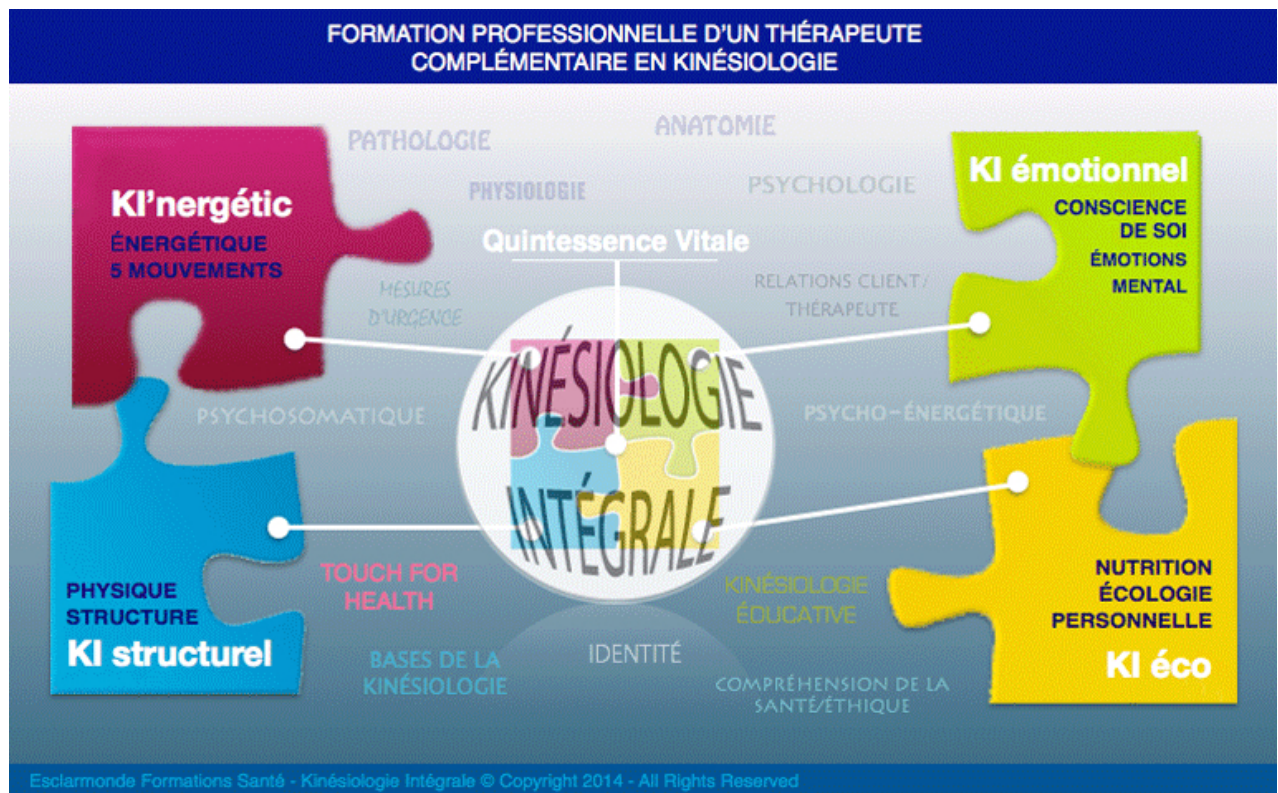 FORMATION PROFESSIONNELLE D'UN THÉRAPEUTE
COMPLÉMENTAIRE EN KINÉSIOLOGIE
PATHOLOGIE
ANATOMIE
PHYSIOLOGIE
PSYCHOLOGIE
KI'nergétic
ÉNERGÉTIQUE
5 MOUVEMENTS
KI émotionnel
CONSCIENCE
DE SOI
ÉMOTIONS
MENTAL
Quintessence Vitale
MESURES
D'URGENCE
RELATIONS CLIENT/
THÉRAPEUTE
KINÉSIOLOGIE
INTÉGRALE
PSYCHOSOMATIQUE
PSYCHO-ÉNERGÉTIQUE
PHYSIQUE
STRUCTURE
KI structurel
TOUCH FOR
HEALTH
BASES DE LA
KINÉSIOLOGIE
IDENTITÉ
KINÉSIOLOGIE
ÉDUCATIVE
COMPRÉHENSION DE LA
SANTÉ/ÉTHIQUE
NUTRITION
ÉCOLOGIE
PERSONNELLE
KI éco
Esclarmonde Formations Santé - Kinésiologie Intégrale © Copyright 2014 - All Rights Reserved